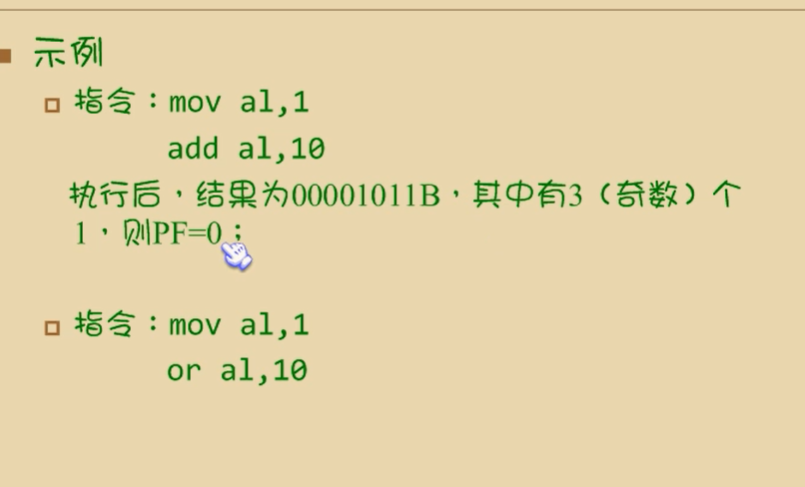 示例
指令：mov al,1
add al,10
执行后，结果为00001011B，其中有3（奇数）个
1，则PF=0；
指令：mov al,1
or al,10